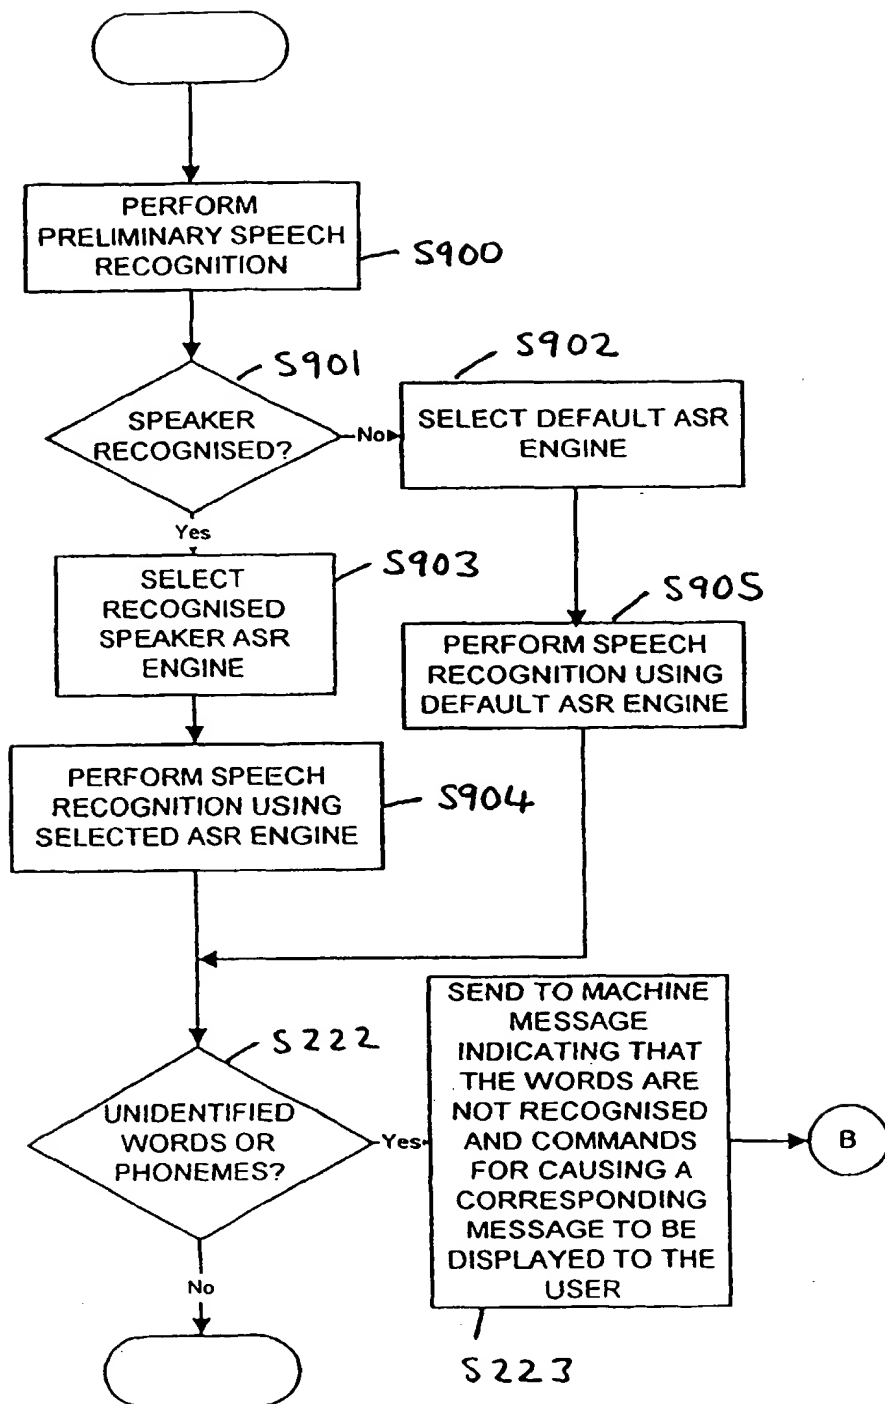 PERFORM
PRELIMINARY SPEECH
RECOGNITION
S900
S901
SPEAKER
RECOGNISED?
No
Yes
S902
SELECT DEFAULT ASR
ENGINE
S903
SELECT
RECOGNISED
SPEAKER ASR
ENGINE
S905
PERFORM SPEECH
RECOGNITION USING
DEFAULT ASR ENGINE
PERFORM SPEECH
RECOGNITION USING
SELECTED ASR ENGINE
S904
S222
UNIDENTIFIED
WORDS OR
PHONEMES?
Yes
No
SEND TO MACHINE
MESSAGE
INDICATING THAT
THE WORDS ARE
NOT RECOGNISED
AND COMMANDS
FOR CAUSING A
CORRESPONDING
MESSAGE TO BE
DISPLAYED TO THE
USER
B
S223